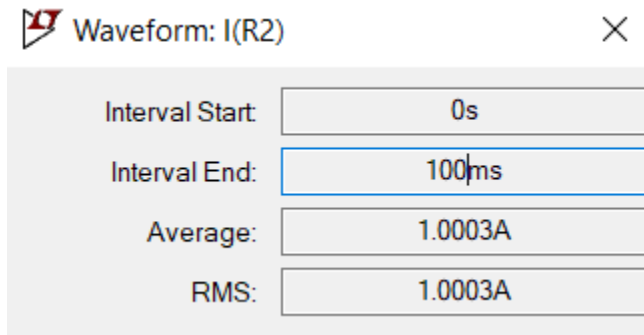 Waveform: I(R2)
Interval Start: 0s
Interval End: 100ms
Average: 1.0003A
RMS: 1.0003A